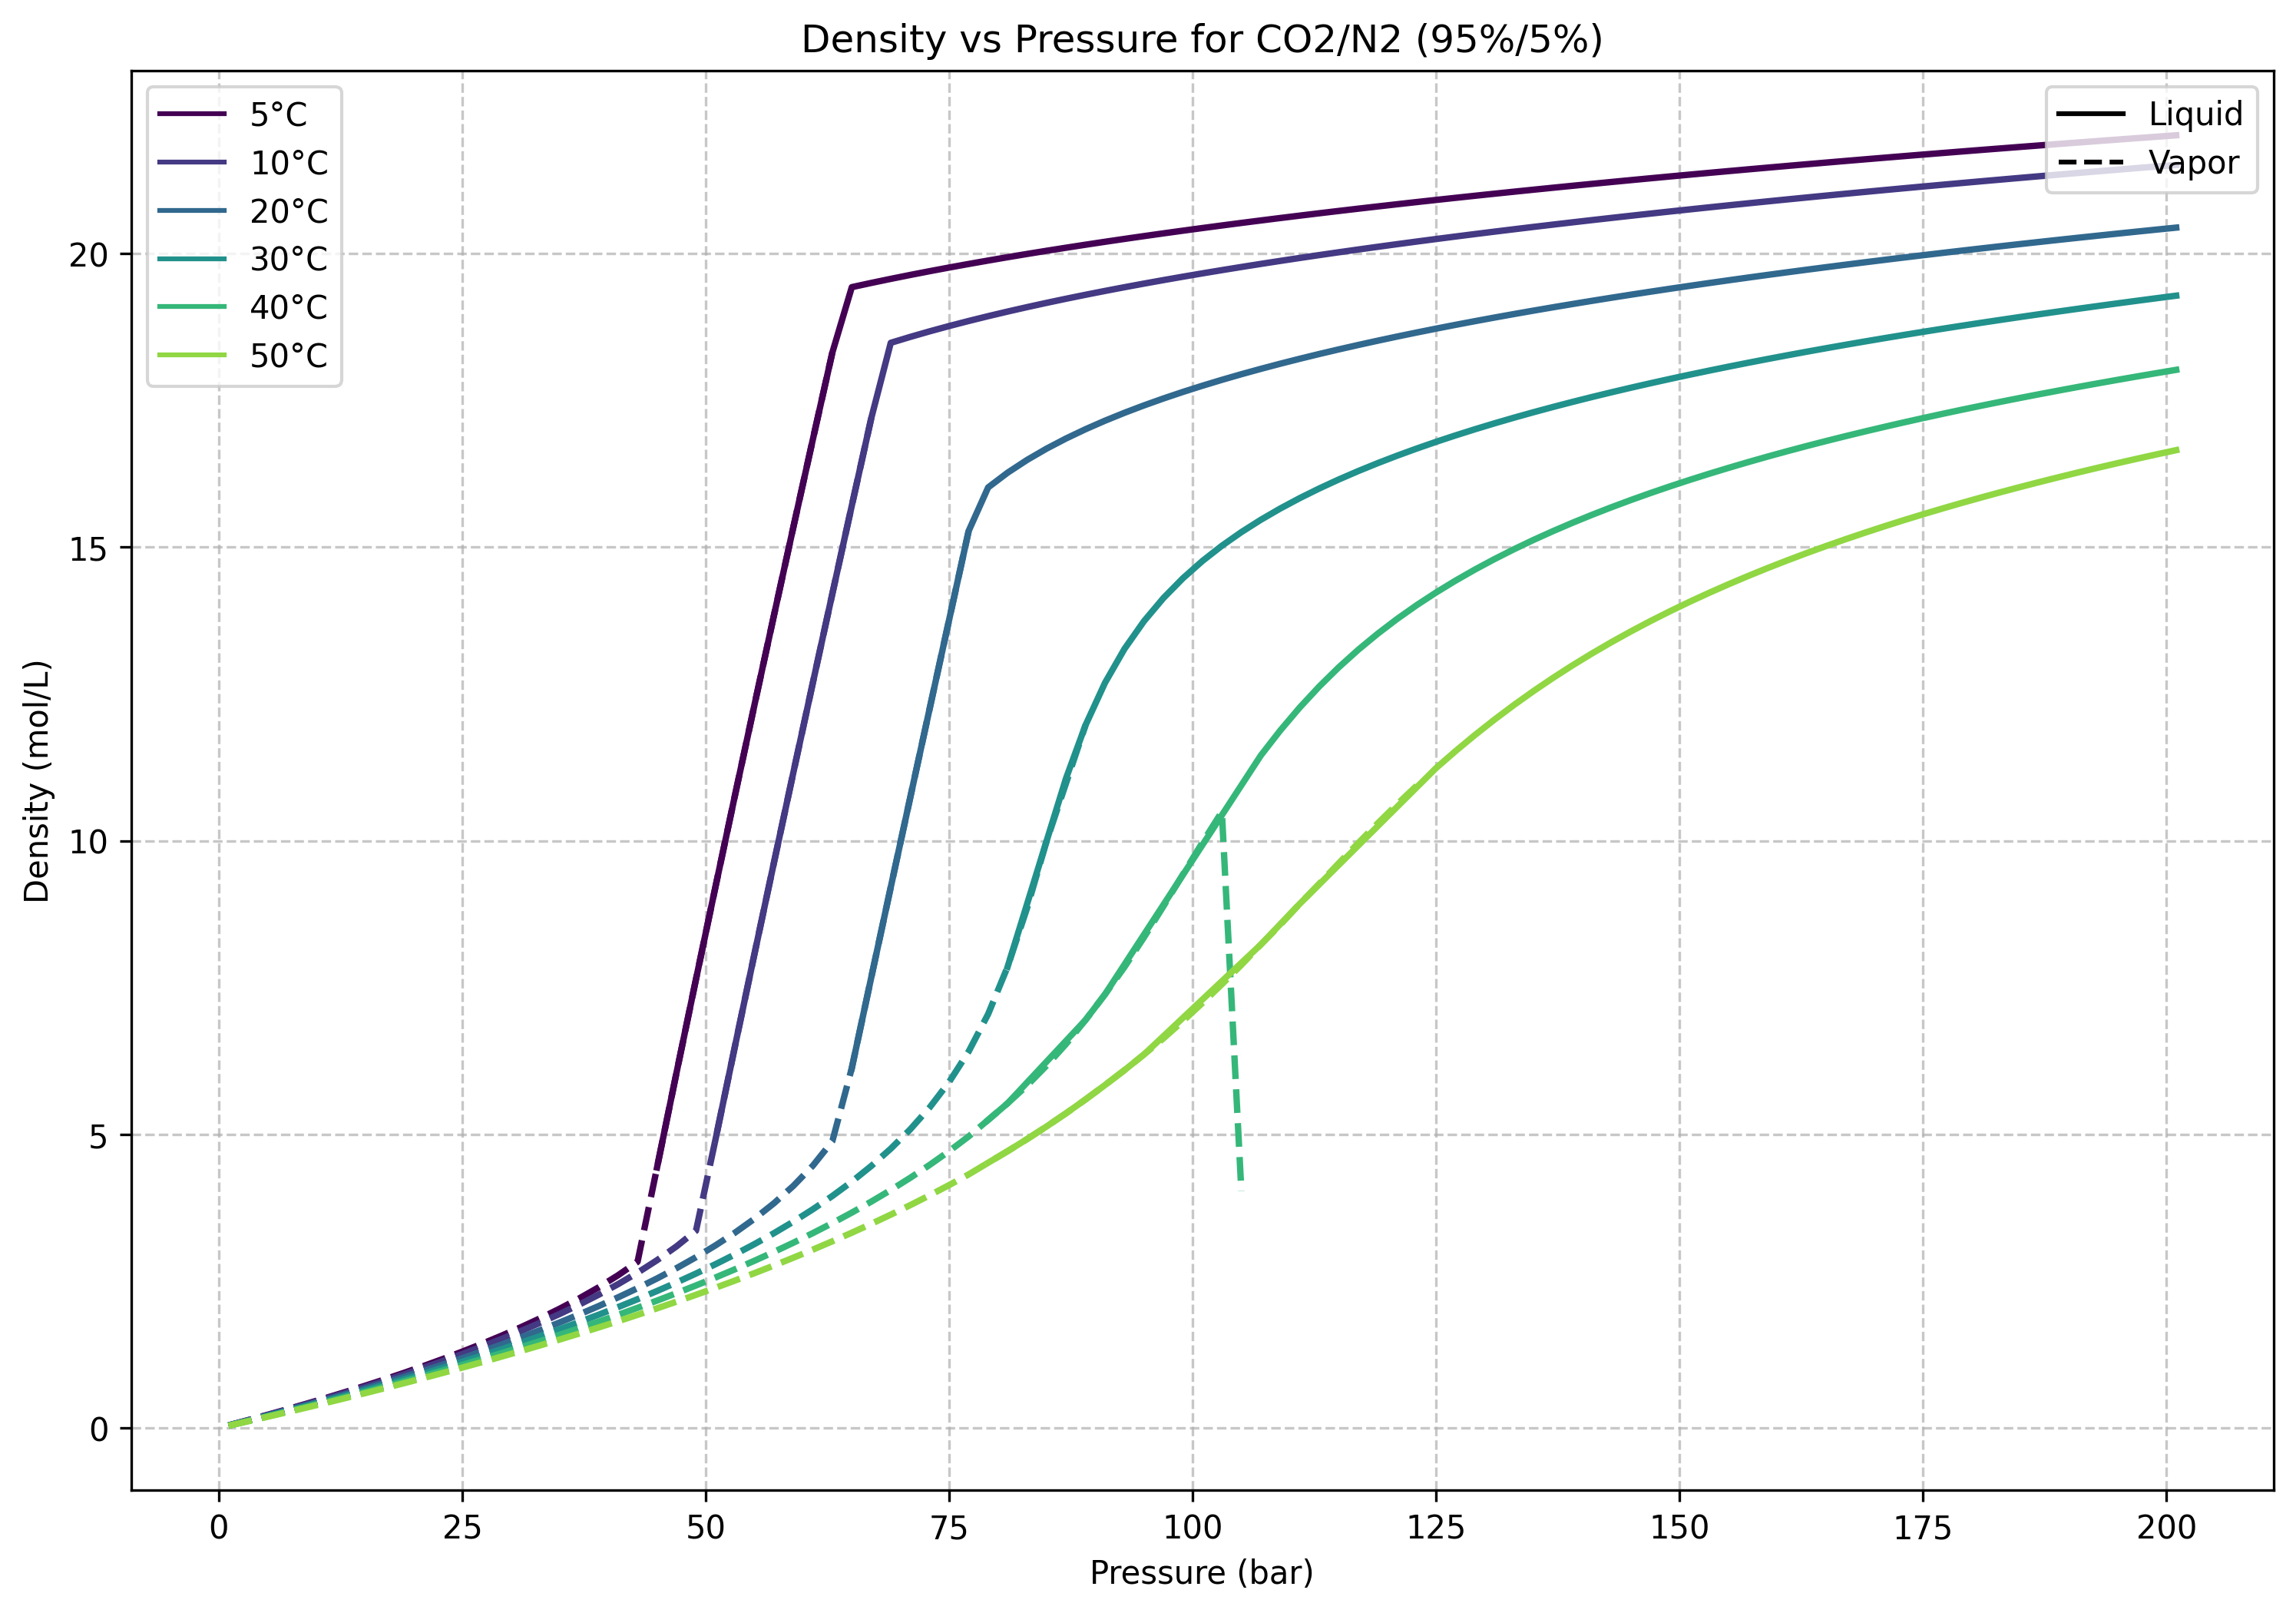 Density vs Pressure for CO2/N2 (95%/5%)
5°C
10°C
20°C
30°C
40°C
50°C
Liquid
Vapor
20
15
10
5
0
Density (mol/L)
0 25 50 75 100 125 150 175 200
Pressure (bar)